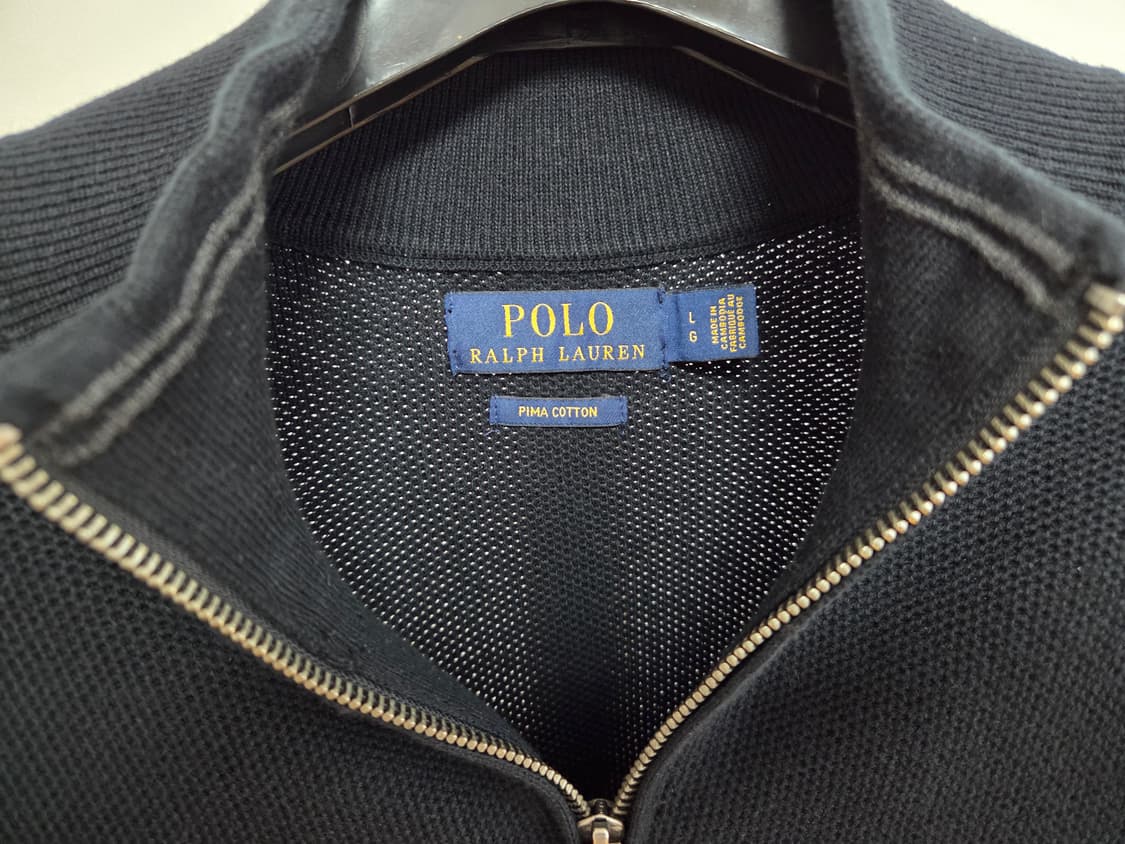 POLO
RALPH LAUREN
L
G
MADE IN
CAMBODIA
FABRIQUÉ AU
CAMBODGE
PIMA COTTON